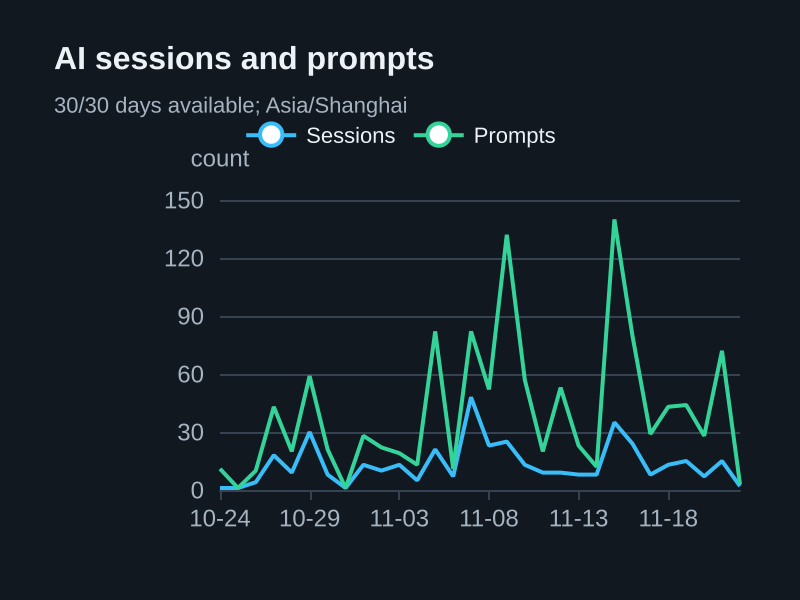 AI sessions and prompts
30/30 days available; Asia/Shanghai
Sessions Prompts
count
150
120
90
60
30
0
10-24 10-29 11-03 11-08 11-13 11-18